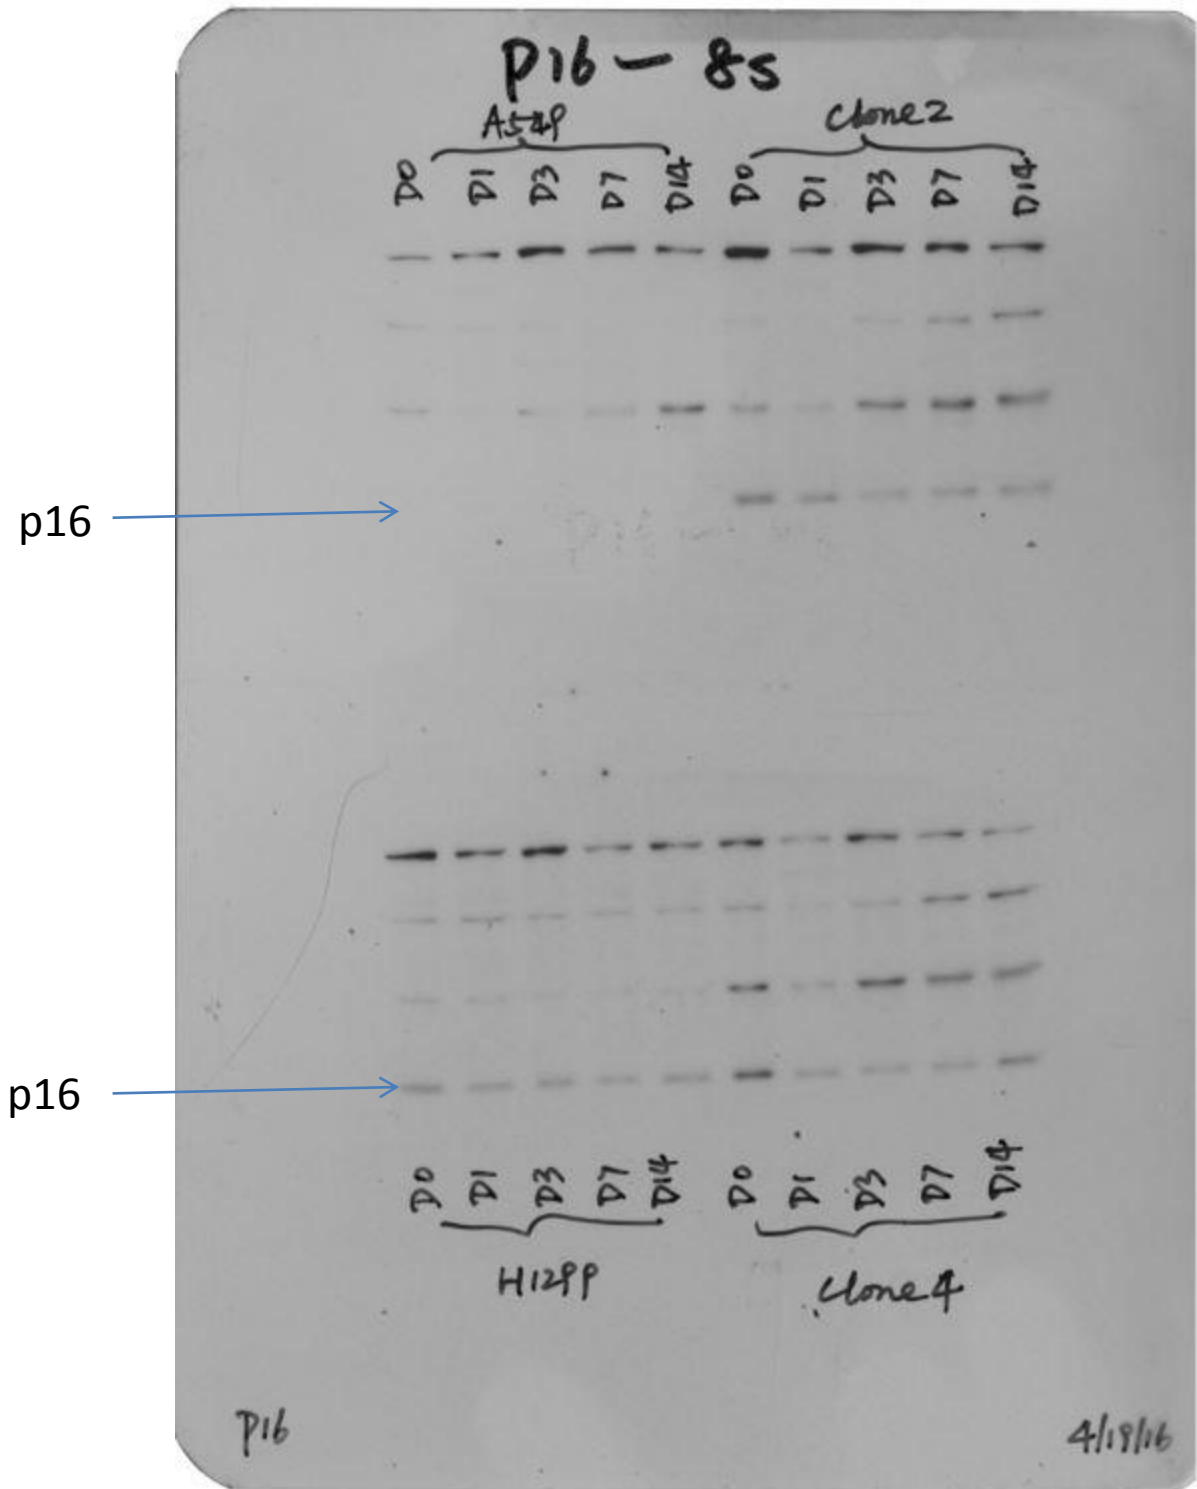 p16 - 8s
A549 Clone2
D0 D1 D3 D7 D14 D0 D1 D3 D7 D14
p16
p16
D0 D1 D3 D7 D14 D0 D1 D3 D7 D14
H1299 Clone4
P16 4/19/16